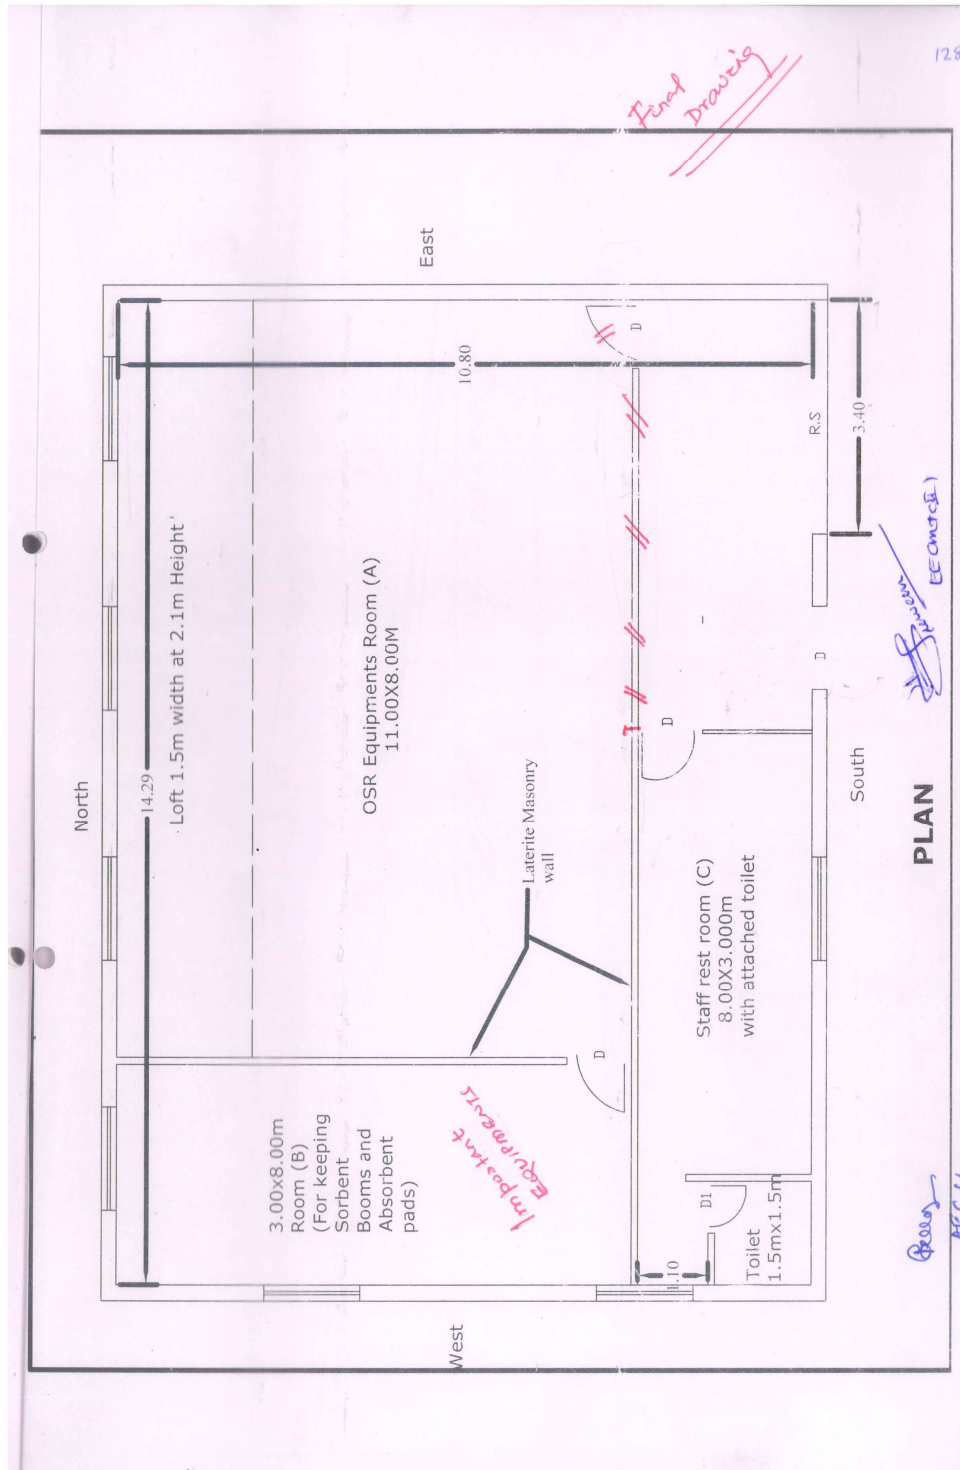 128
Final
Drawing
North
East
14.29
Loft 1.5m width at 2.1m Height
10.80
OSR Equipments Room (A)
11.00X8.00M
3.00x8.00m
Room (B)
(For keeping
Sorbent
Booms and
Absorbent
pads)
Important
EQUIPMENTS
Laterite Masonry
wall
D
D
D
D
D1
Staff rest room (C)
8.00X3.000m
with attached toilet
Toilet
1.5mx1.5m
1.10
R.S
3.40
West
South
PLAN